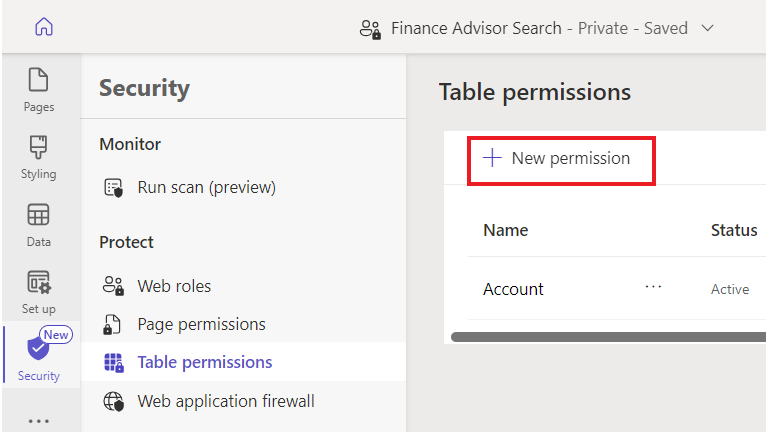 Finance Advisor Search - Private - Saved
Pages
Styling
Data
Set up
New
Security
Security
Monitor
Run scan (preview)
Protect
Web roles
Page permissions
Table permissions
Web application firewall
Table permissions
New permission
Name Status
Account ... Active